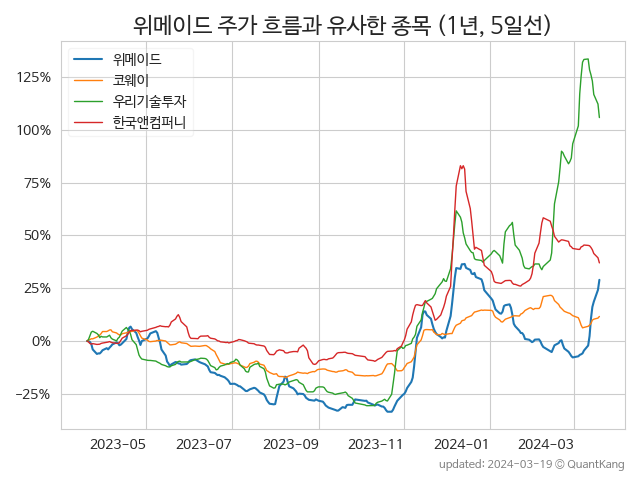 위메이드 주가 흐름과 유사한 종목 (1년, 5일선)
위메이드
코웨이
우리기술투자
한국앤컴퍼니
125%
100%
75%
50%
25%
0%
−25%
2023-05 2023-07 2023-09 2023-11 2024-01 2024-03
updated: 2024-03-19 © QuantKang